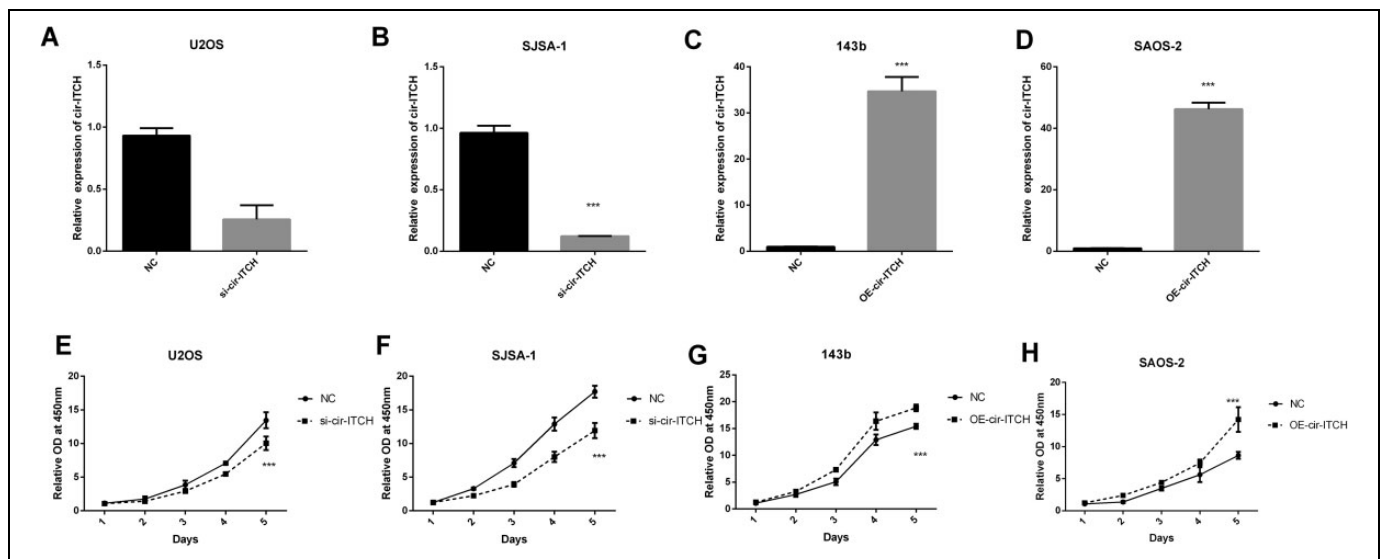 A
U2OS
Relative expression of cir-ITCH
1.5
1.0
0.5
0.0
NC
si-cir-ITCH
B
SJSA-1
Relative expression of cir-ITCH
1.5
1.0
0.5
0.0
***
NC
si-cir-ITCH
C
143b
Relative expression of cir-ITCH
40
30
20
10
0
***
NC
OE-cir-ITCH
D
SAOS-2
Relative expression of cir-ITCH
60
40
20
0
***
NC
OE-cir-ITCH
E
U2OS
Relative OD at 450nm
20
15
10
5
0
NC
si-cir-ITCH
***
1 2 3 4 5
Days
F
SJSA-1
Relative OD at 450nm
20
15
10
5
0
NC
si-cir-ITCH
***
1 2 3 4 5
Days
G
143b
Relative OD at 450nm
25
20
15
10
5
0
NC
OE-cir-ITCH
***
1 2 3 4 5
Days
H
SAOS-2
Relative OD at 450nm
20
15
10
5
0
***
NC
OE-cir-ITCH
1 2 3 4 5
Days